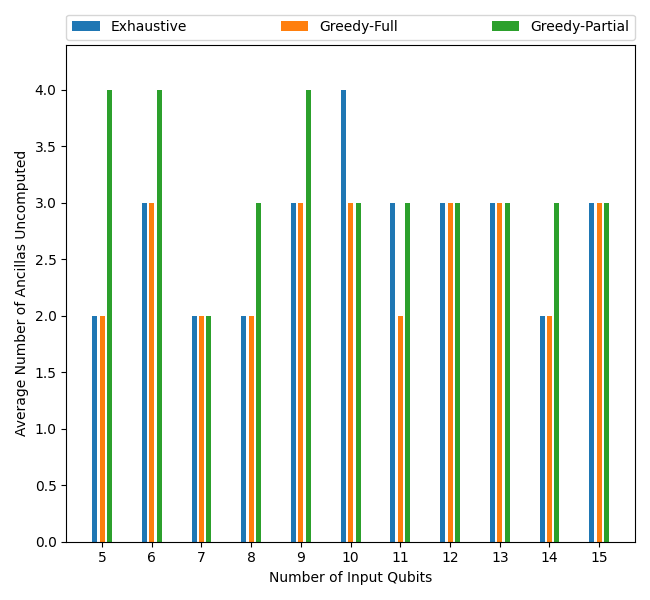 Exhaustive Greedy-Full Greedy-Partial
4.0
3.5
3.0
2.5
2.0
1.5
1.0
0.5
0.0
Average Number of Ancillas Uncomputed
5 6 7 8 9 10 11 12 13 14 15
Number of Input Qubits